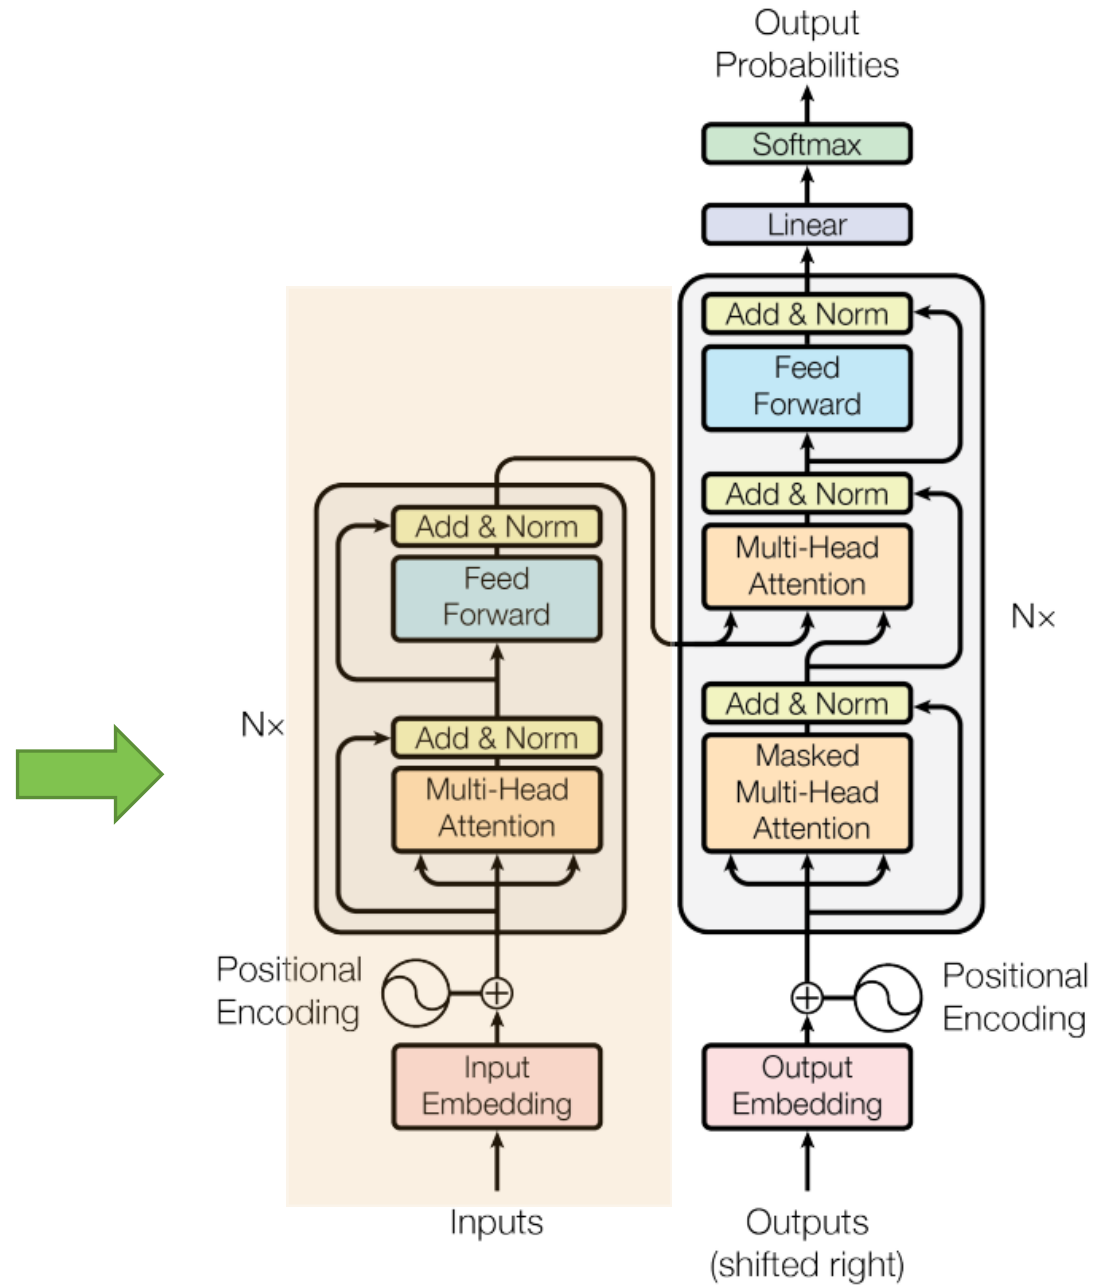 Output
Probabilities
Softmax
Linear
Add & Norm
Feed
Forward
Add & Norm
Multi-Head
Attention
Nx
Add & Norm
Masked
Multi-Head
Attention
Add & Norm
Feed
Forward
Nx
Add & Norm
Multi-Head
Attention
Positional
Encoding
Input
Embedding
Inputs
Positional
Encoding
Output
Embedding
Outputs
(shifted right)